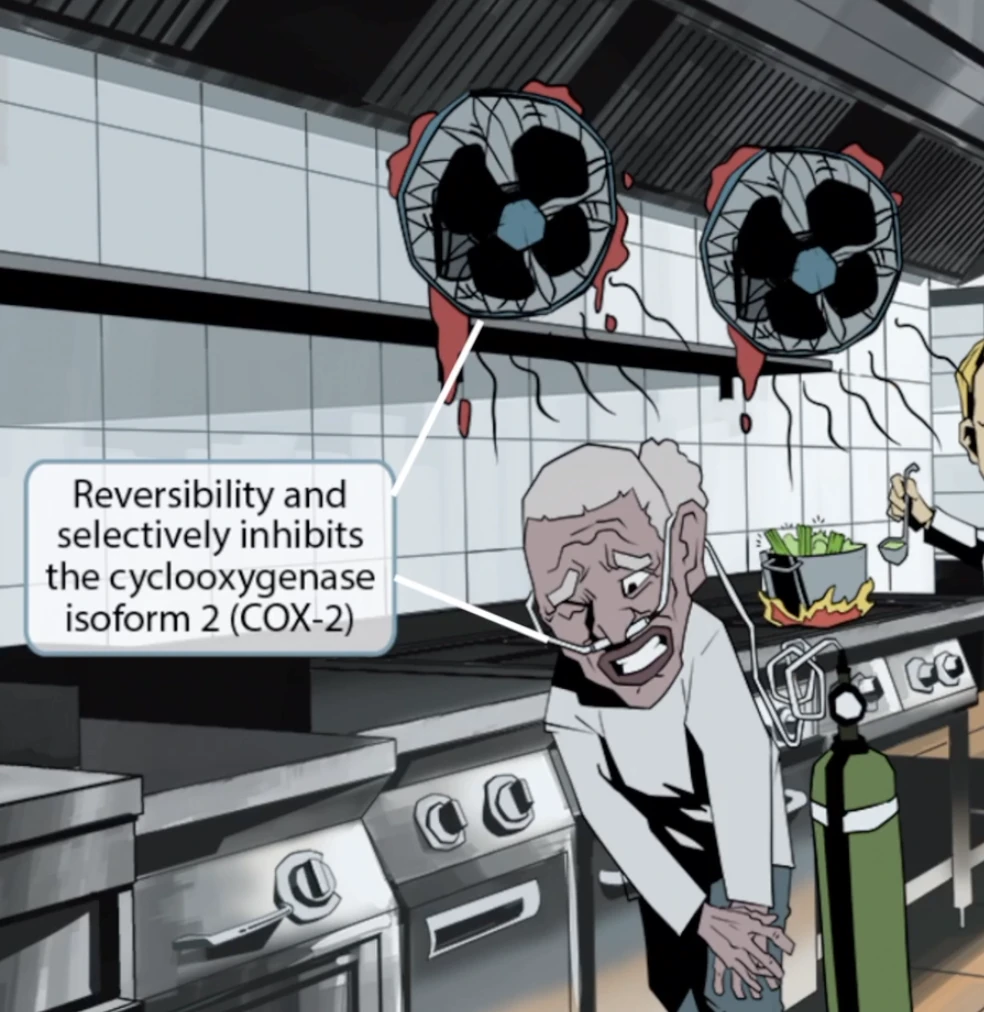 Reversibility and
selectively inhibits
the cyclooxygenase
isoform 2 (COX-2)